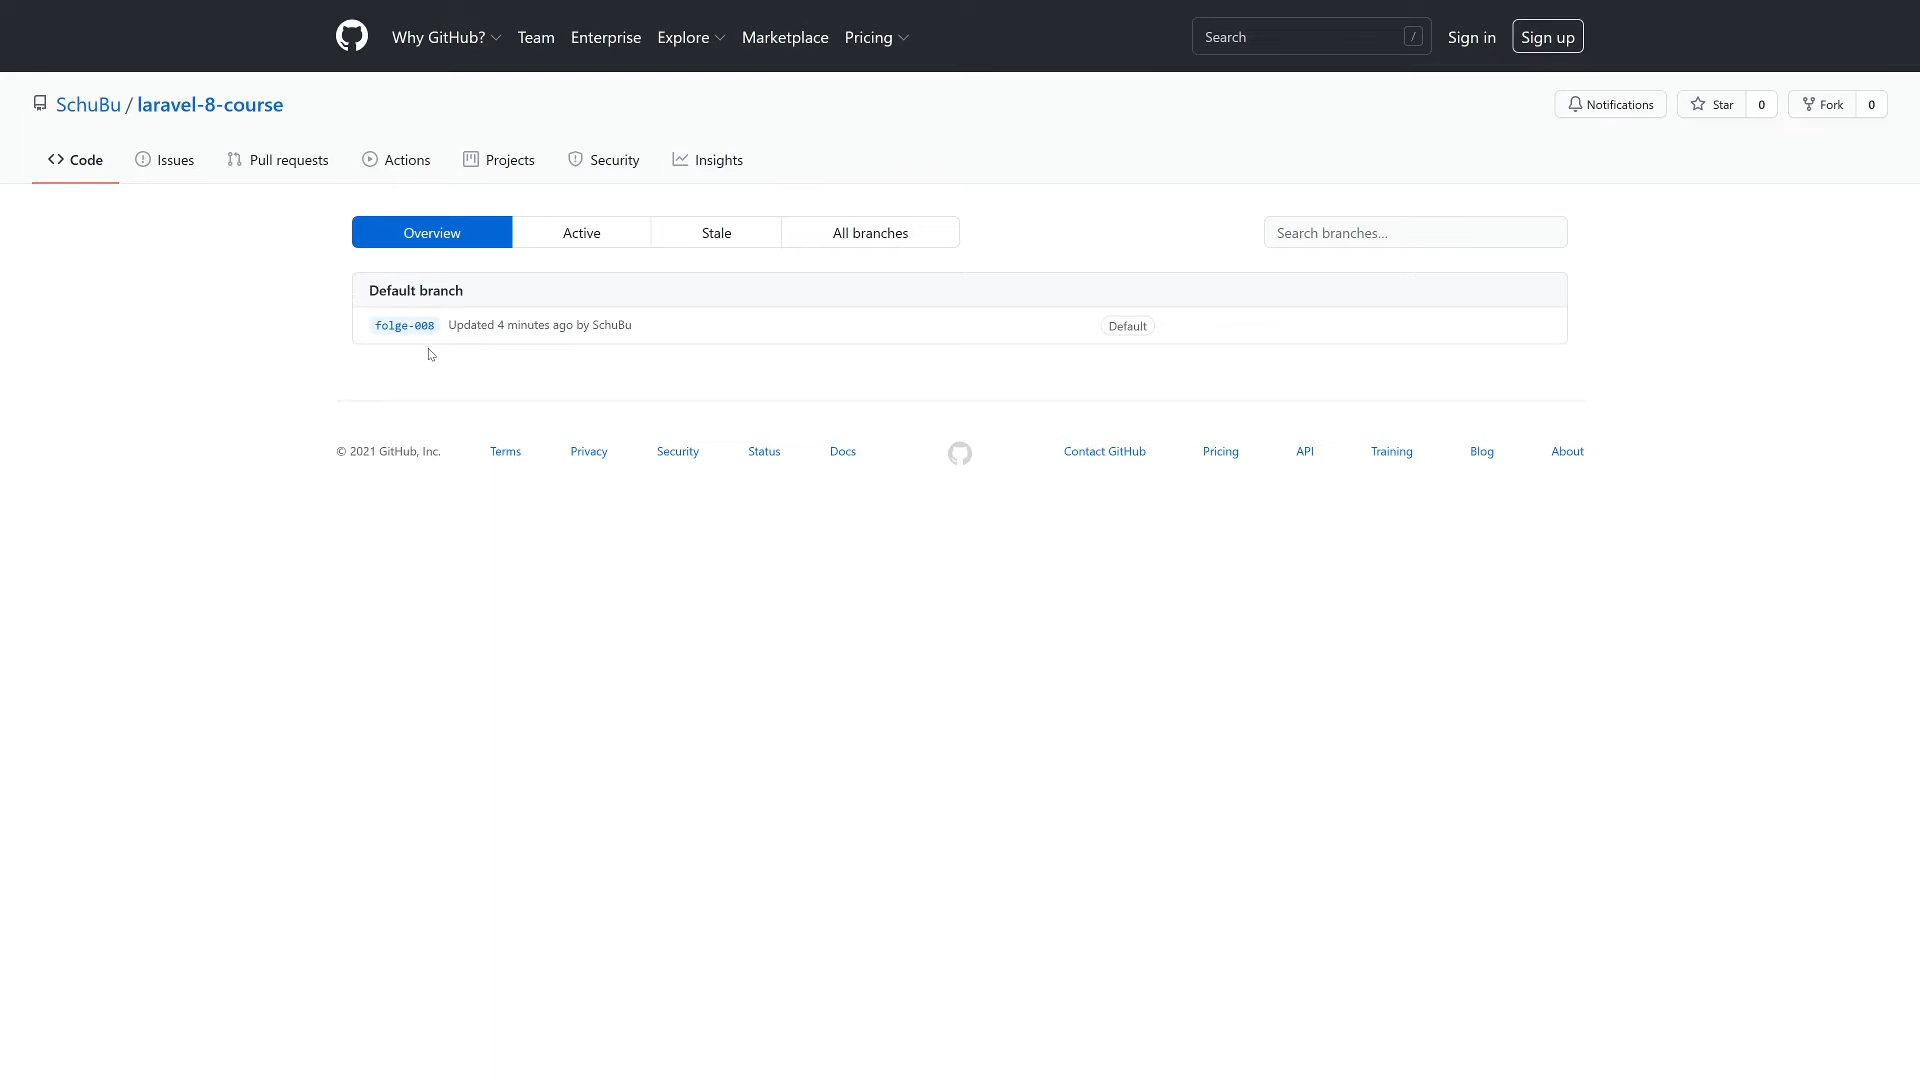 Why GitHub? Team Enterprise Explore Marketplace Pricing Search / Sign in Sign up
SchuBu / laravel-8-course Notifications Star 0 Fork 0
Code Issues Pull requests Actions Projects Security Insights
Overview Active Stale All branches Search branches...
Default branch
folge-008 Updated 4 minutes ago by SchuBu Default
© 2021 GitHub, Inc. Terms Privacy Security Status Docs Contact GitHub Pricing API Training Blog About